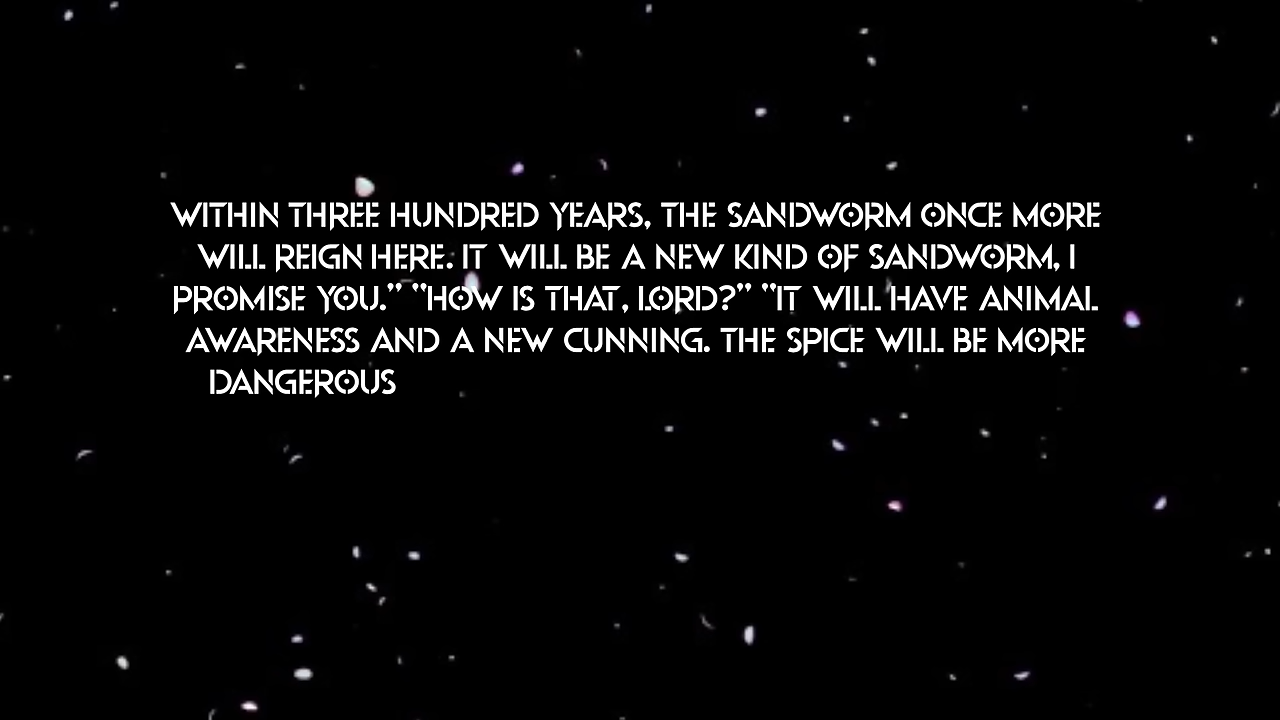 WITHIN THREE HUNDRED YEARS, THE SANDWORM ONCE MORE
WILL REIGN HERE. IT WILL BE A NEW KIND OF SANDWORM, I
PROMISE YOU.” “HOW IS THAT, LORD?” “IT WILL HAVE ANIMAL
AWARENESS AND A NEW CUNNING. THE SPICE WILL BE MORE
DANGEROUS